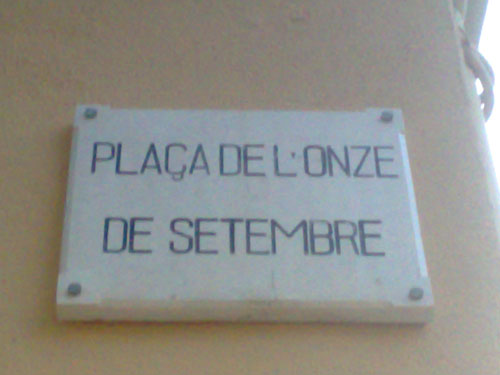 PLAÇA DE L'ONZE
DE SETEMBRE